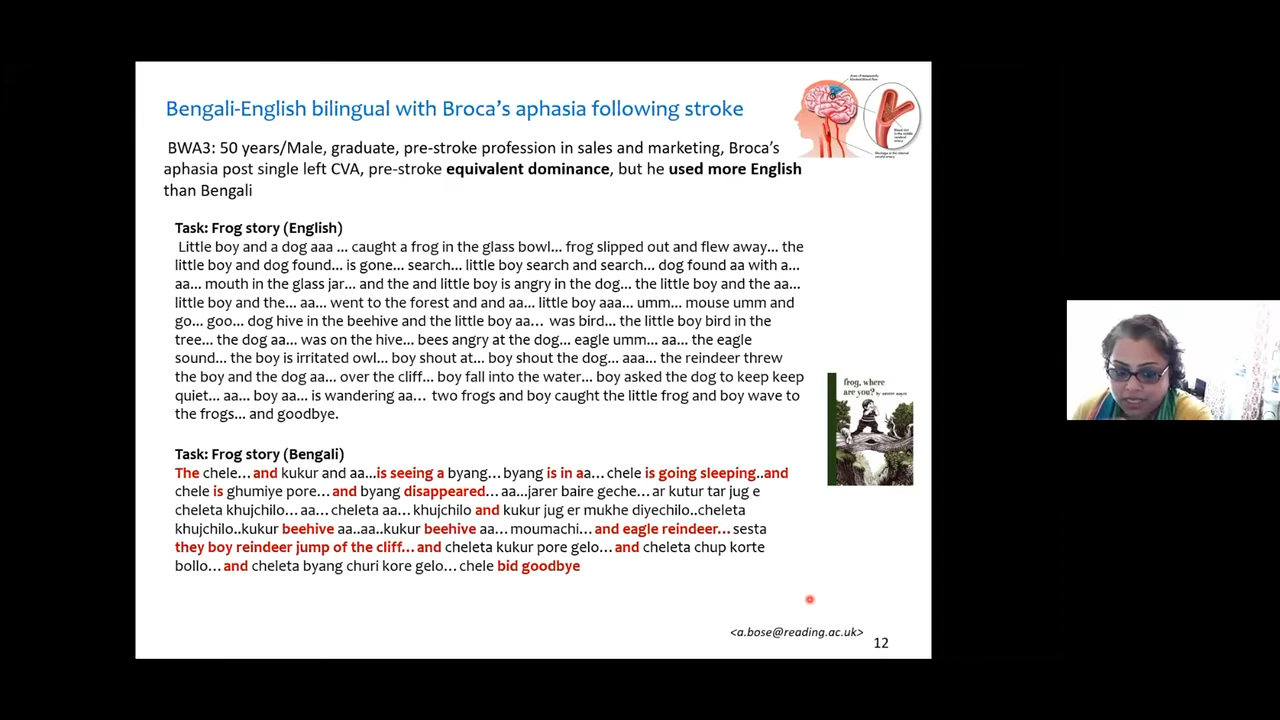 Bengali-English bilingual with Broca's aphasia following stroke
BWA3: 50 years/Male, graduate, pre-stroke profession in sales and marketing, Broca's
aphasia post single left CVA, pre-stroke equivalent dominance, but he used more English
than Bengali
Task: Frog story (English)
Little boy and a dog aaa ... caught a frog in the glass bowl... frog slipped out and flew away... the
little boy and dog found... is gone... search... little boy search and search... dog found aa with a...
aa... mouth in the glass jar... and the and little boy is angry in the dog... the little boy and the aa...
little boy and the... aa... went to the forest and and aa... little boy aaa... umm... mouse umm and
go... goo... dog hive in the beehive and the little boy aa... was bird... the little boy bird in the
tree... the dog aa... was on the hive... bees angry at the dog... eagle umm... aa... the eagle
sound... the boy is irritated owl... boy shout at... boy shout the dog... aaa... the reindeer threw
the boy and the dog aa... over the cliff... boy fall into the water... boy asked the dog to keep keep
quiet... aa... boy aa... is wandering aa... two frogs and boy caught the little frog and boy wave to
the frogs... and goodbye.
Task: Frog story (Bengali)
The chele... and kukur and aa...is seeing a byang... byang is in aa... chele is going sleeping..and
chele is ghumiye pore... and byang disappeared... aa...jarer baire geche... ar kutur tar jug e
cheleta khujchilo... aa... cheleta aa... khujchilo and kukur jug er mukhe diyechilo..cheleta
khujchilo..kukur beehive aa..aa..kukur beehive aa... moumachi... and eagle reindeer... sesta
they boy reindeer jump of the cliff... and cheleta kukur pore gelo... and cheleta chup korte
bollo... and cheleta byang churi kore gelo... chele bid goodbye
frog, where
are you?
<a.bose@reading.ac.uk>
12